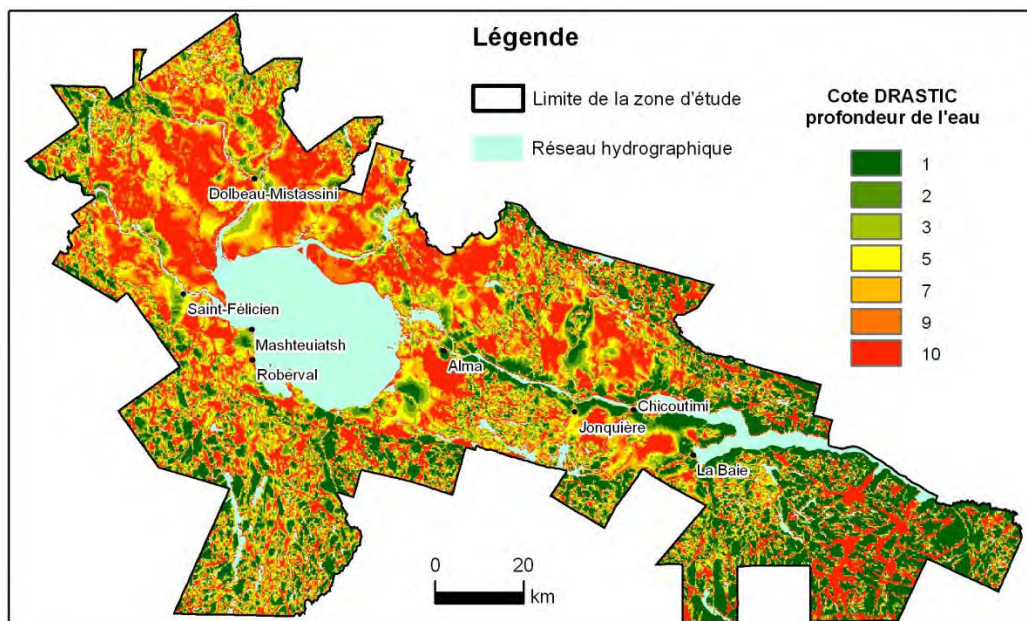 Légende
Limite de la zone d'étude
Réseau hydrographique
Cote DRASTIC
profondeur de l'eau
1
2
3
5
7
9
10
Dolbeau-Mistassini
Saint-Félicien
Mashteuiatsh
Roberval
Alma
Chicoutimi
Jonquière
La Baie
0 20
km